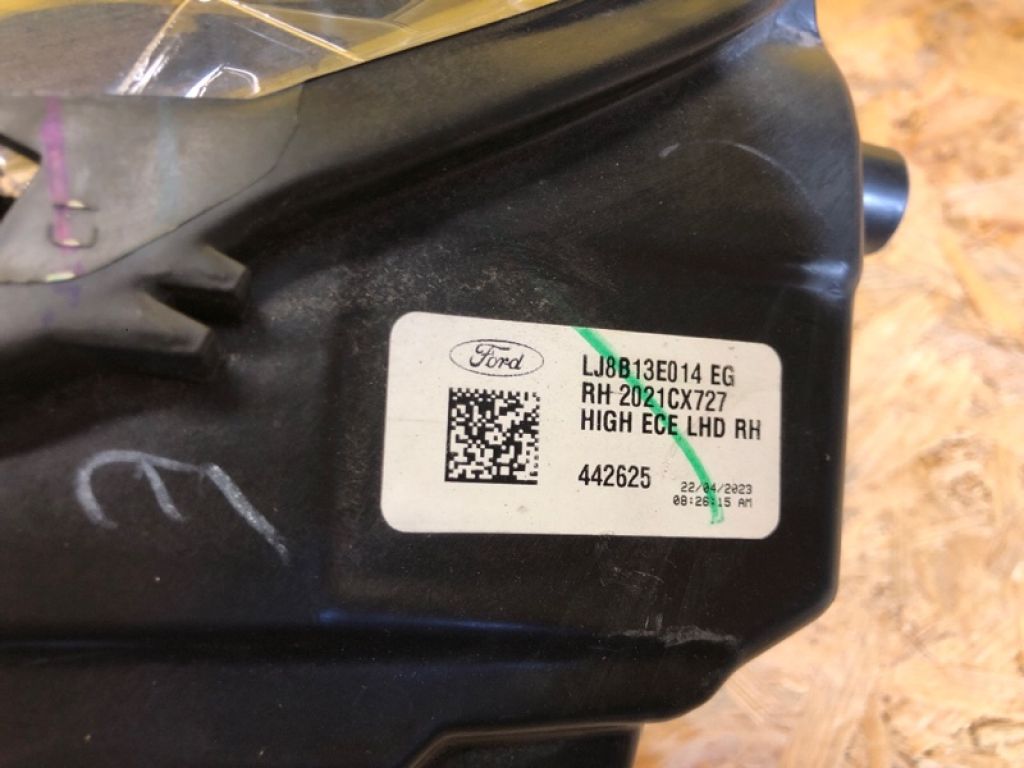 Ford
LJ8B13E014 EG
RH 2021CX727
HIGH ECE LHD RH
442625
22/04/2023
08:26:15 AM